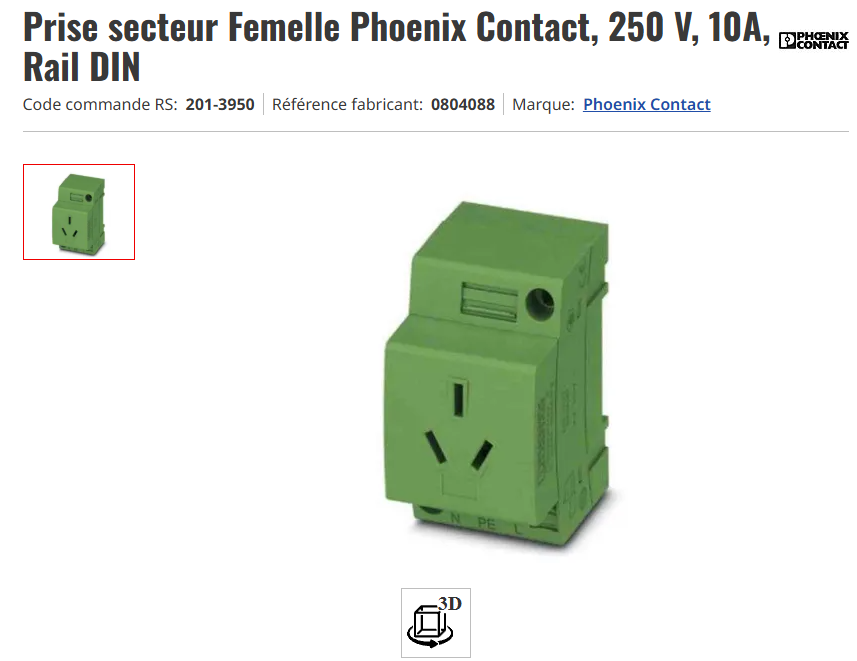 Prise secteur Femelle Phoenix Contact, 250 V, 10A,
Rail DIN
PHŒNIX
CONTACT
Code commande RS: 201-3950 Référence fabricant: 0804088 Marque: Phoenix Contact
N PE L
3D